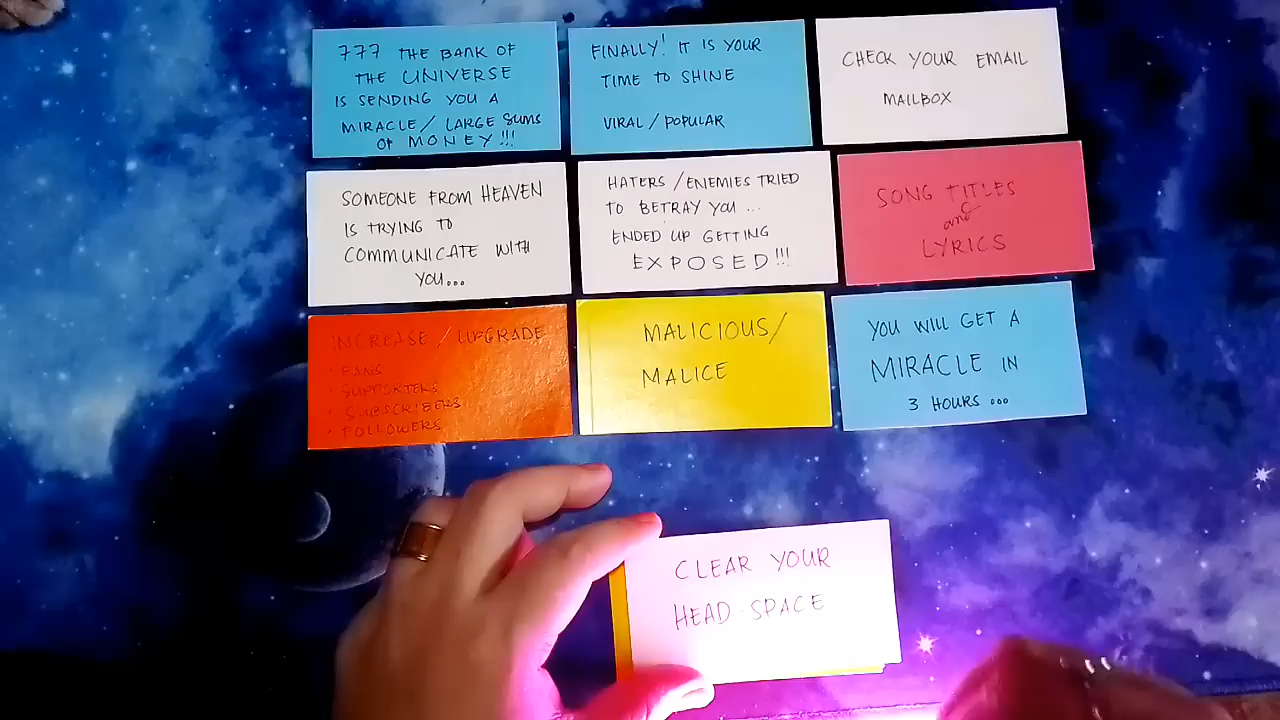 777 THE BANK OF
THE UNIVERSE
IS SENDING YOU A
MIRACLE/ LARGE SUMS
OF MONEY!!!
FINALLY! IT IS YOUR
TIME TO SHINE
VIRAL/POPULAR
CHECK YOUR EMAIL
MAILBOX
SOMEONE FROM HEAVEN
IS TRYING TO
COMMUNICATE WITH
YOU...
HATERS/ENEMIES TRIED
TO BETRAY YOU ...
ENDED UP GETTING
EXPOSED!!!
SONG TITLES
and
LYRICS
INCREASE / UPGRADE
• FANS
• SUPPORTERS
• SUBSCRIBERS
• FOLLOWERS
MALICIOUS/
MALICE
YOU WILL GET A
MIRACLE IN
3 HOURS ...
CLEAR YOUR
HEAD SPACE